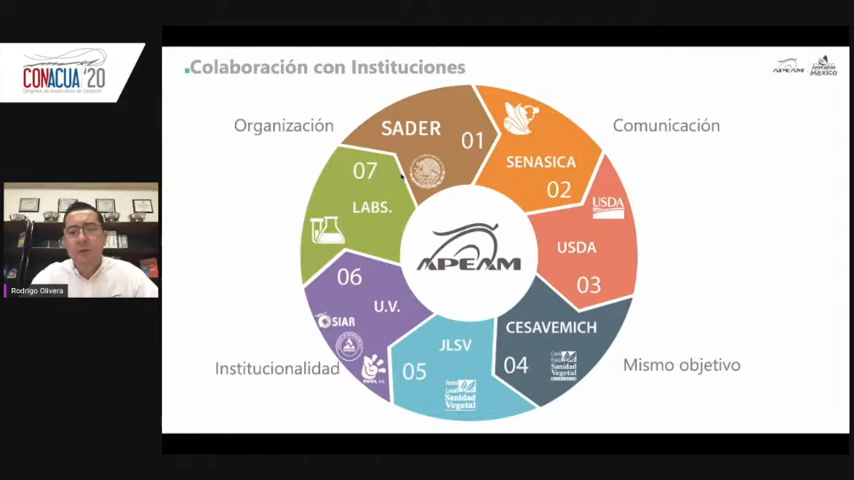 CONACUA '20
Colaboración con Instituciones
APEAM
México
Organización
Comunicación
SADER
01
SENASICA
02
07
LABS.
USDA
USDA
03
APEAM
06
U.V.
SIAR
CESAVEMICH
04
Sanidad
Vegetal
JLSV
05
Sanidad
Vegetal
Institucionalidad
Mismo objetivo
Rodrigo Olivera